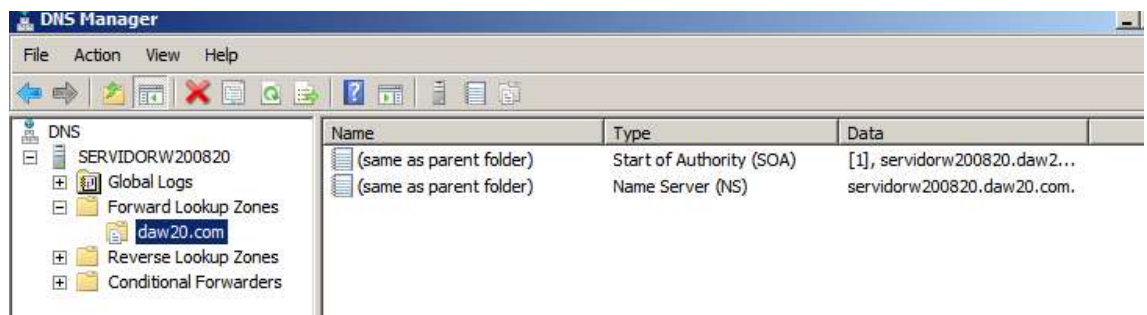 DNS Manager
File Action View Help
DNS
SERVIDORW200820
Global Logs
Forward Lookup Zones
daw20.com
Reverse Lookup Zones
Conditional Forwarders
Name Type Data
(same as parent folder) Start of Authority (SOA) [1], servidorw200820.daw2...
(same as parent folder) Name Server (NS) servidorw200820.daw20.com.